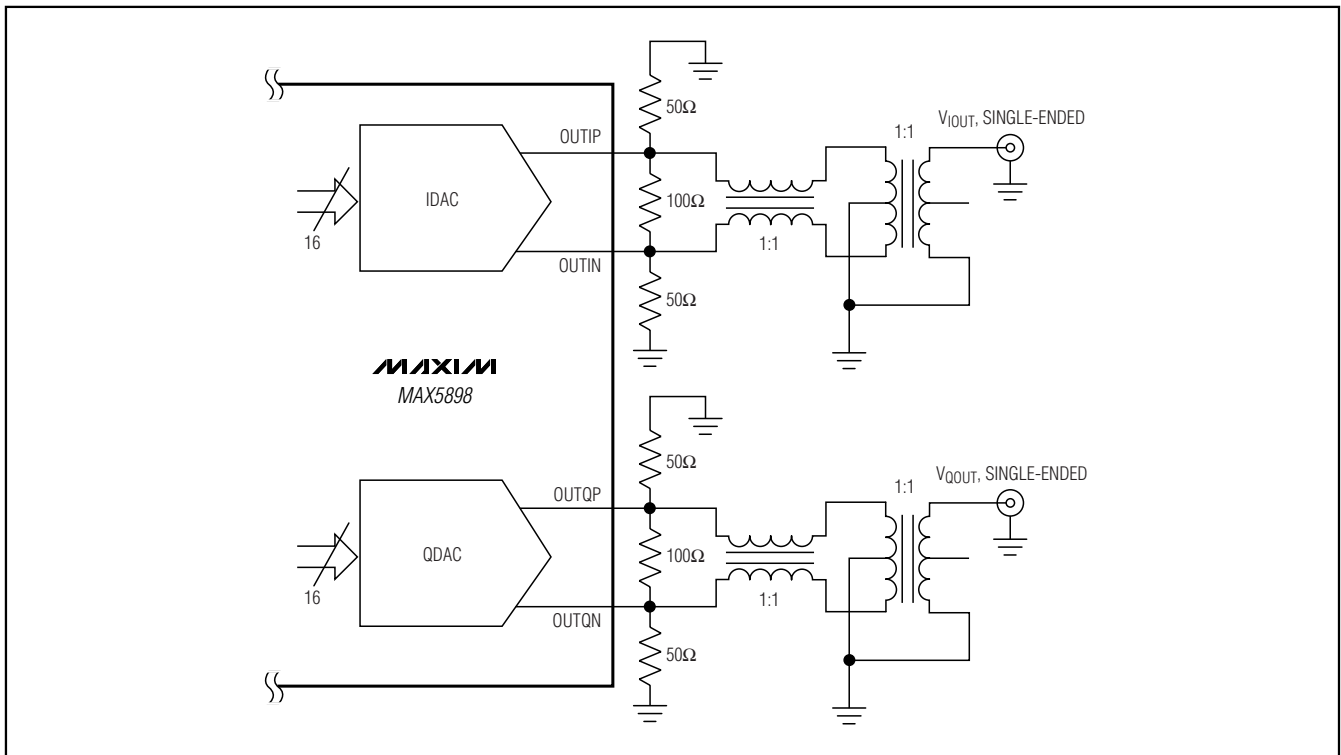 50Ω
V_IOUT, SINGLE-ENDED
1:1
OUTIP
IDAC
100Ω
16
1:1
OUTIN
50Ω
MAXIM
MAX5898
50Ω
V_QOUT, SINGLE-ENDED
1:1
OUTQP
QDAC
100Ω
16
1:1
OUTQN
50Ω